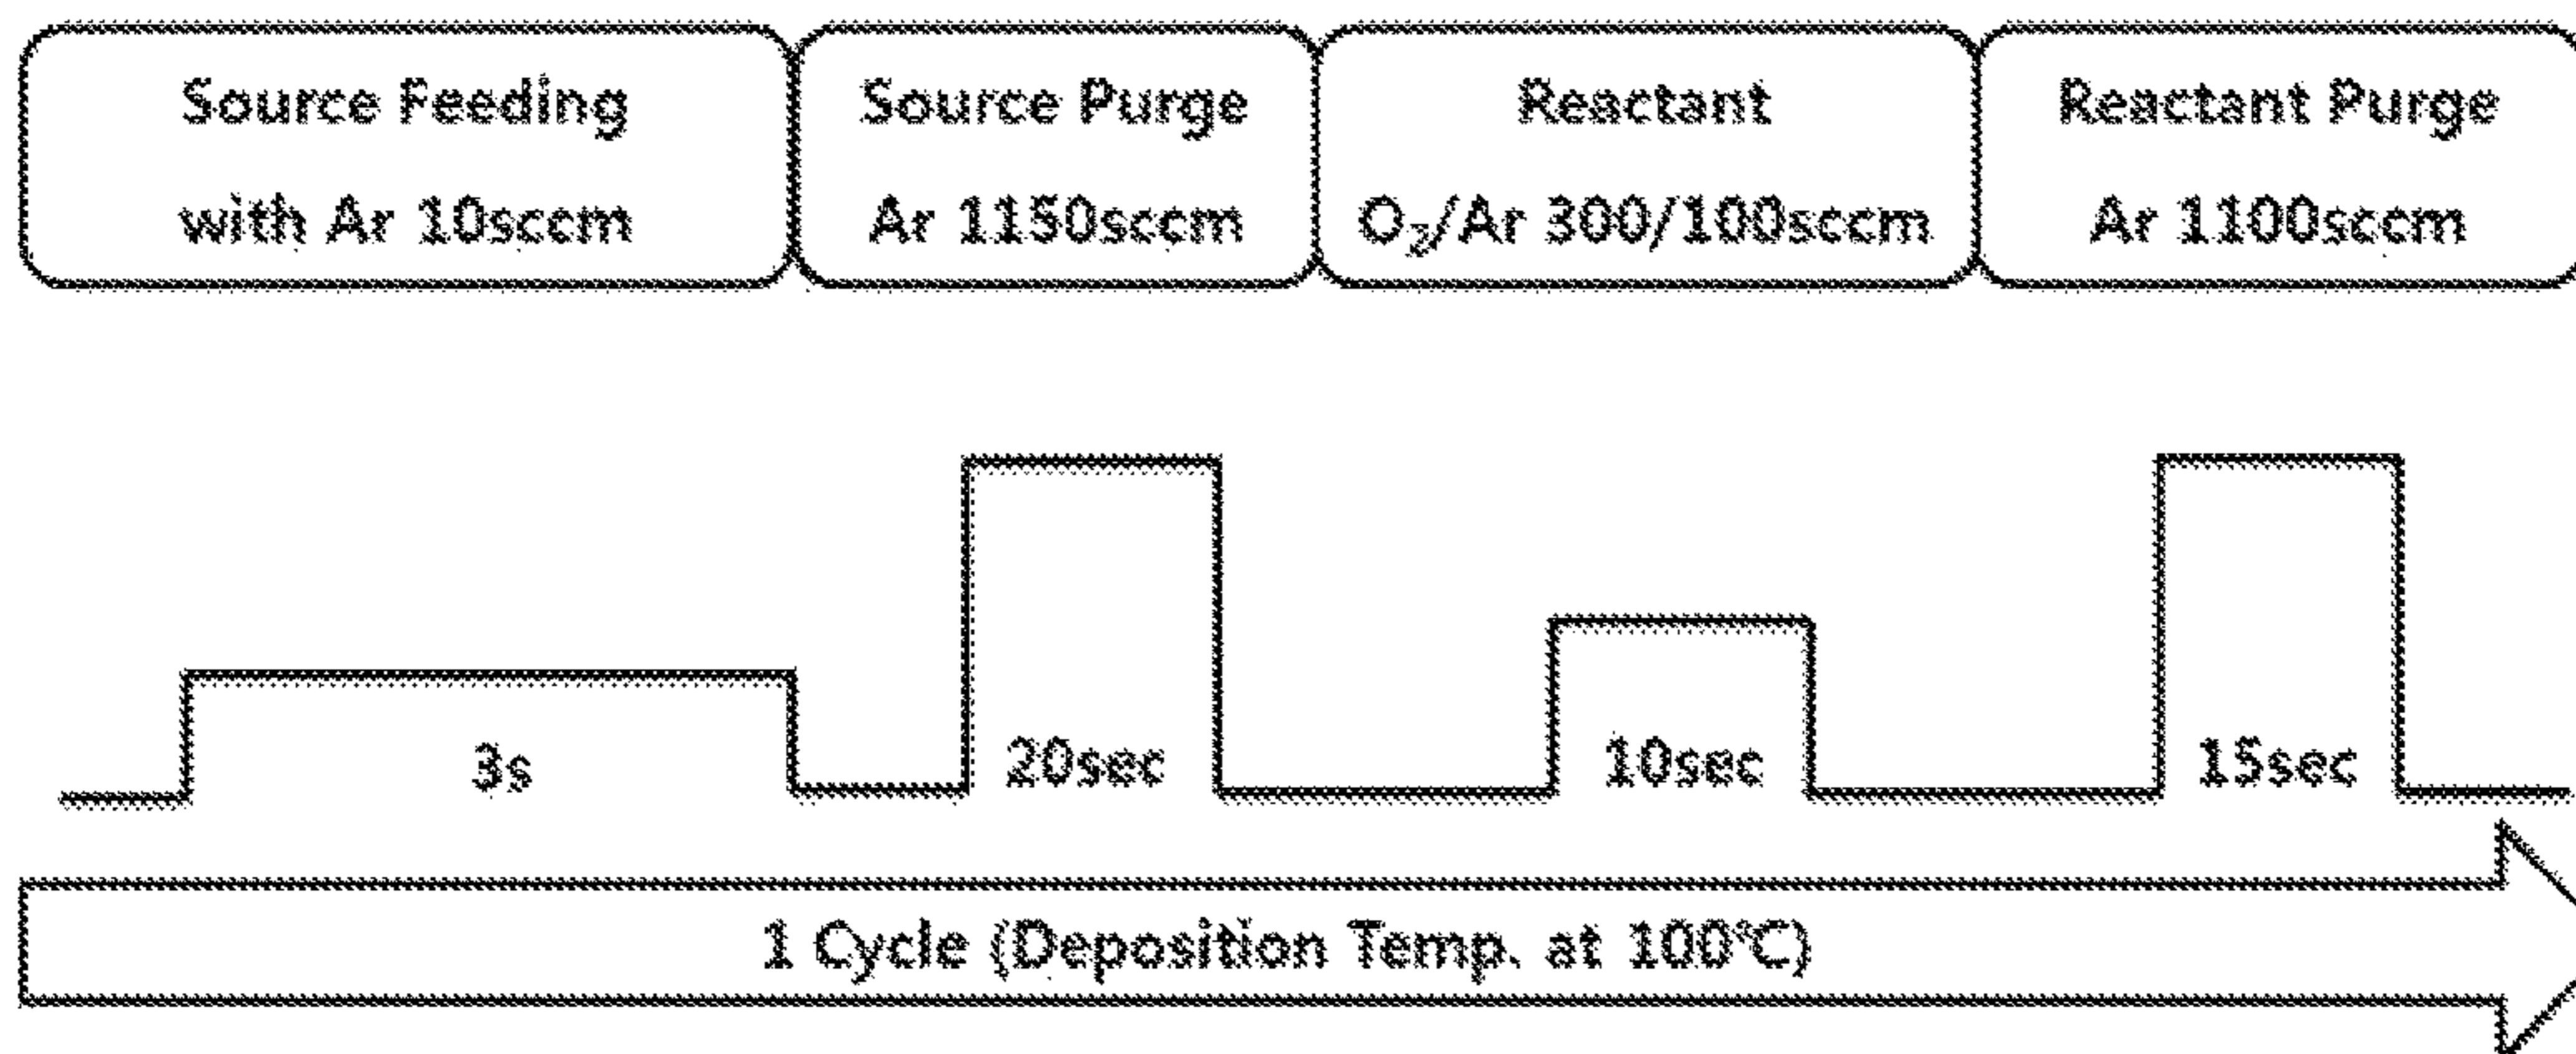 Source Feeding
with Ar 10sccm
Source Purge
Ar 1150sccm
Reactant
O₂/Ar 300/100sccm
Reactant Purge
Ar 1100sccm
3s
20sec
10sec
15sec
1 Cycle (Deposition Temp. at 100℃)